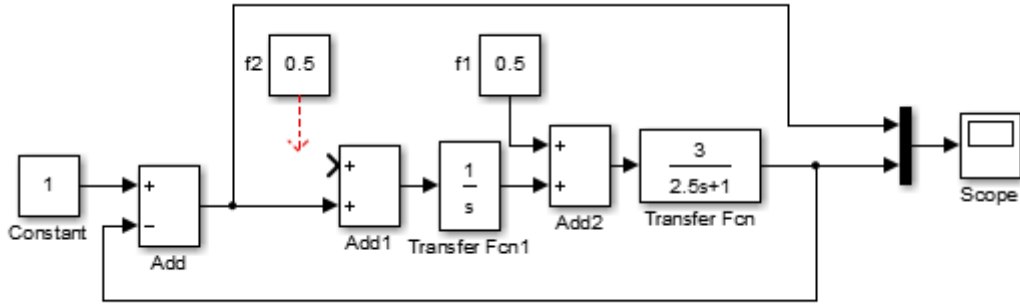 f2
0.5
f1
0.5
1
Constant
+
−
Add
+
+
Add1
1
s
Transfer Fcn1
+
+
Add2
3
2.5s+1
Transfer Fcn
Scope